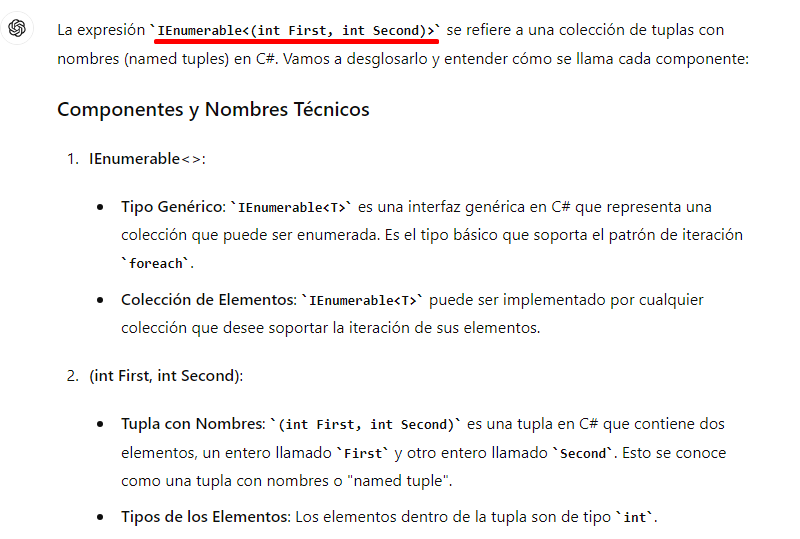 La expresión `IEnumerable<(int First, int Second)>` se refiere a una colección de tuplas con
nombres (named tuples) en C#. Vamos a desglosarlo y entender cómo se llama cada componente:
Componentes y Nombres Técnicos
1. IEnumerable<>:
• Tipo Genérico: `IEnumerable<T>` es una interfaz genérica en C# que representa una
colección que puede ser enumerada. Es el tipo básico que soporta el patrón de iteración
`foreach`.
• Colección de Elementos: `IEnumerable<T>` puede ser implementado por cualquier
colección que desee soportar la iteración de sus elementos.
2. (int First, int Second):
• Tupla con Nombres: `(int First, int Second)` es una tupla en C# que contiene dos
elementos, un entero llamado `First` y otro entero llamado `Second`. Esto se conoce
como una tupla con nombres o "named tuple".
• Tipos de los Elementos: Los elementos dentro de la tupla son de tipo `int`.